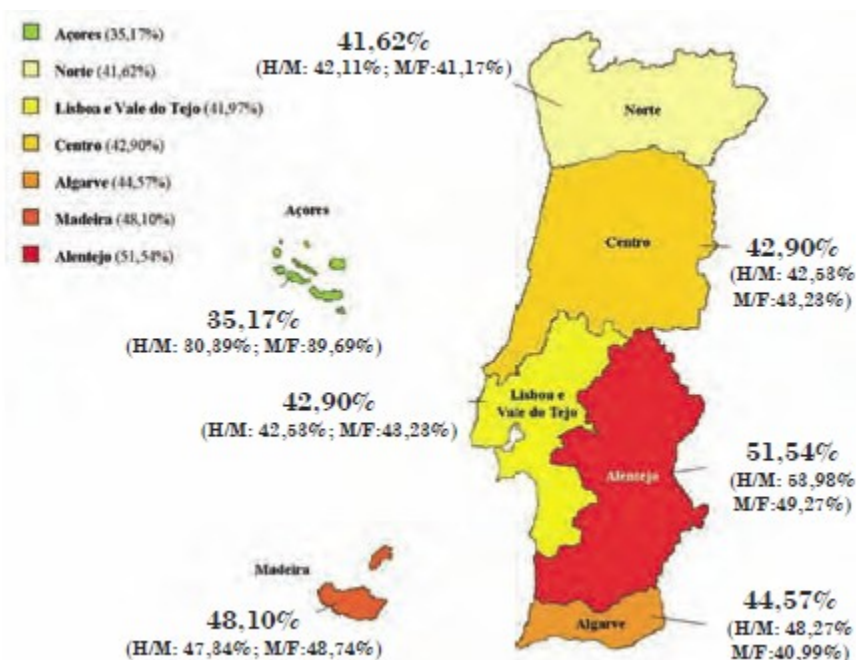 Açores (35,17%)
Norte (41,62%)
Lisboa e Vale do Tejo (41,97%)
Centro (42,90%)
Algarve (44,57%)
Madeira (48,10%)
Alentejo (51,54%)
41,62%
(H/M: 42,11%; M/F:41,17%)
Norte
Açores
Centro
42,90%
(H/M: 42,58%
M/F:43,23%)
35,17%
(H/M: 30,39%; M/F:39,69%)
42,90%
(H/M: 42,58%; M/F:43,23%)
Lisboa e
Vale do Tejo
51,54%
(H/M: 53,98%
M/F:49,27%)
Alentejo
Madeira
48,10%
(H/M: 47,34%; M/F:48,74%)
44,57%
(H/M: 48,27%
M/F:40,99%)
Algarve